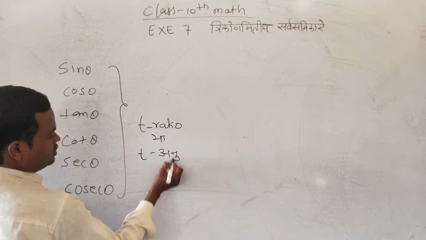 Class-10th math
EXE 7 त्रिकोणमितीय सर्वसमिकाएँ
Sinθ
cosθ
tanθ
Cotθ
secθ
cosecθ
t-ratio
या
t-अनु